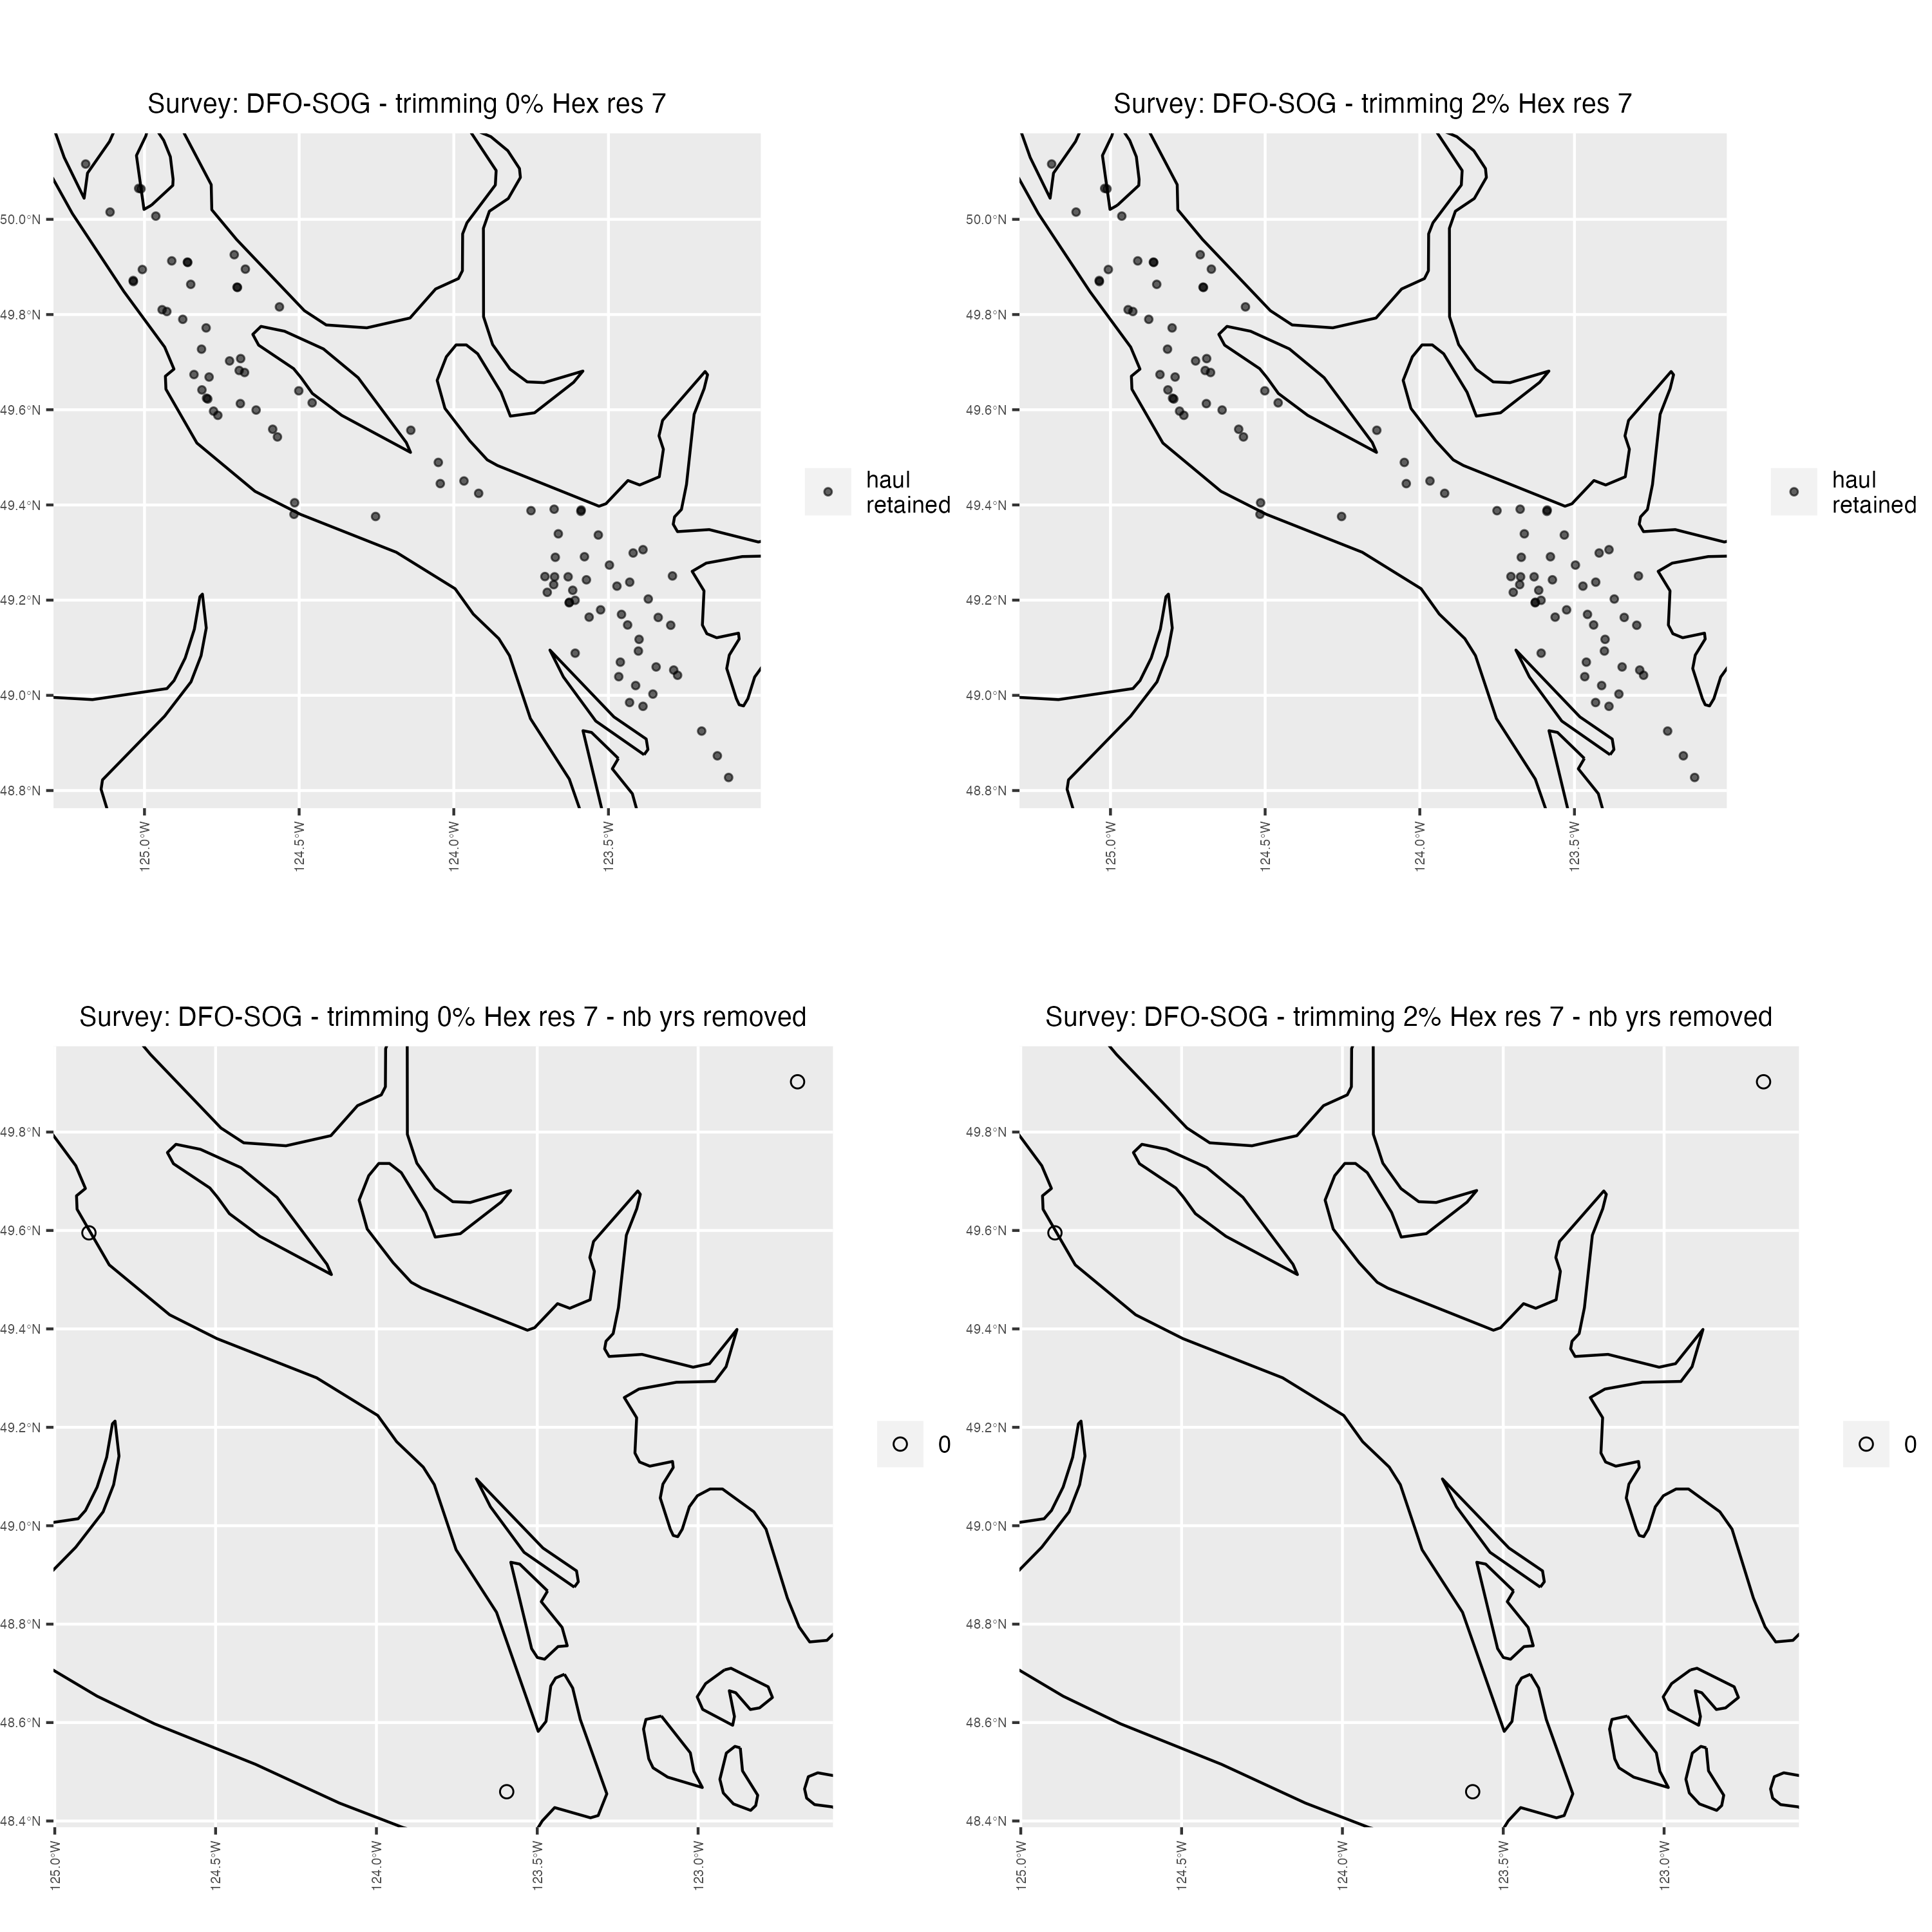 Survey: DFO-SOG - trimming 0% Hex res 7
50.0°N
49.8°N
49.6°N
49.4°N
49.2°N
49.0°N
48.8°N
125.0°W
124.5°W
124.0°W
123.5°W
haul
retained
Survey: DFO-SOG - trimming 2% Hex res 7
50.0°N
49.8°N
49.6°N
49.4°N
49.2°N
49.0°N
48.8°N
125.0°W
124.5°W
124.0°W
123.5°W
haul
retained
Survey: DFO-SOG - trimming 0% Hex res 7 - nb yrs removed
49.8°N
49.6°N
49.4°N
49.2°N
49.0°N
48.8°N
48.6°N
48.4°N
125.0°W
124.5°W
124.0°W
123.5°W
123.0°W
0
Survey: DFO-SOG - trimming 2% Hex res 7 - nb yrs removed
49.8°N
49.6°N
49.4°N
49.2°N
49.0°N
48.8°N
48.6°N
48.4°N
125.0°W
124.5°W
124.0°W
123.5°W
123.0°W
0